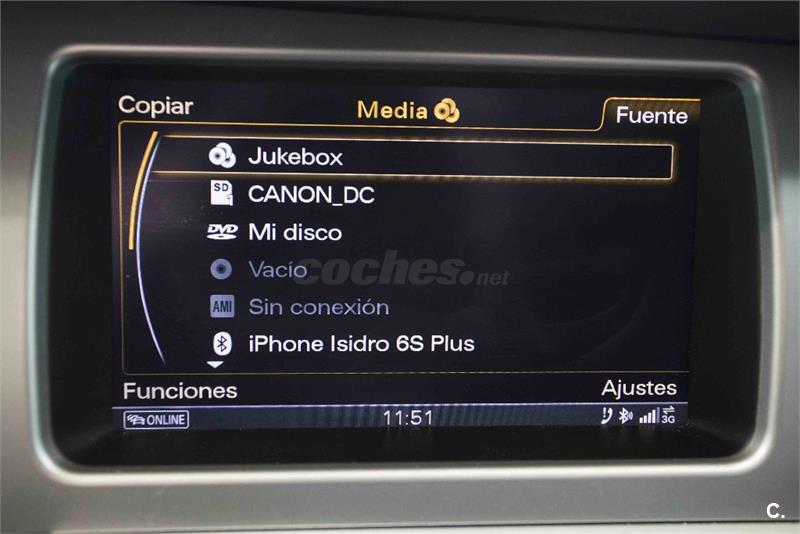 Copiar
Media
Fuente
Jukebox
SD 1 CANON_DC
DVD Mi disco
Vacío
coches.net
AMI Sin conexión
iPhone Isidro 6S Plus
Funciones
Ajustes
ONLINE
11:51
3G
C.